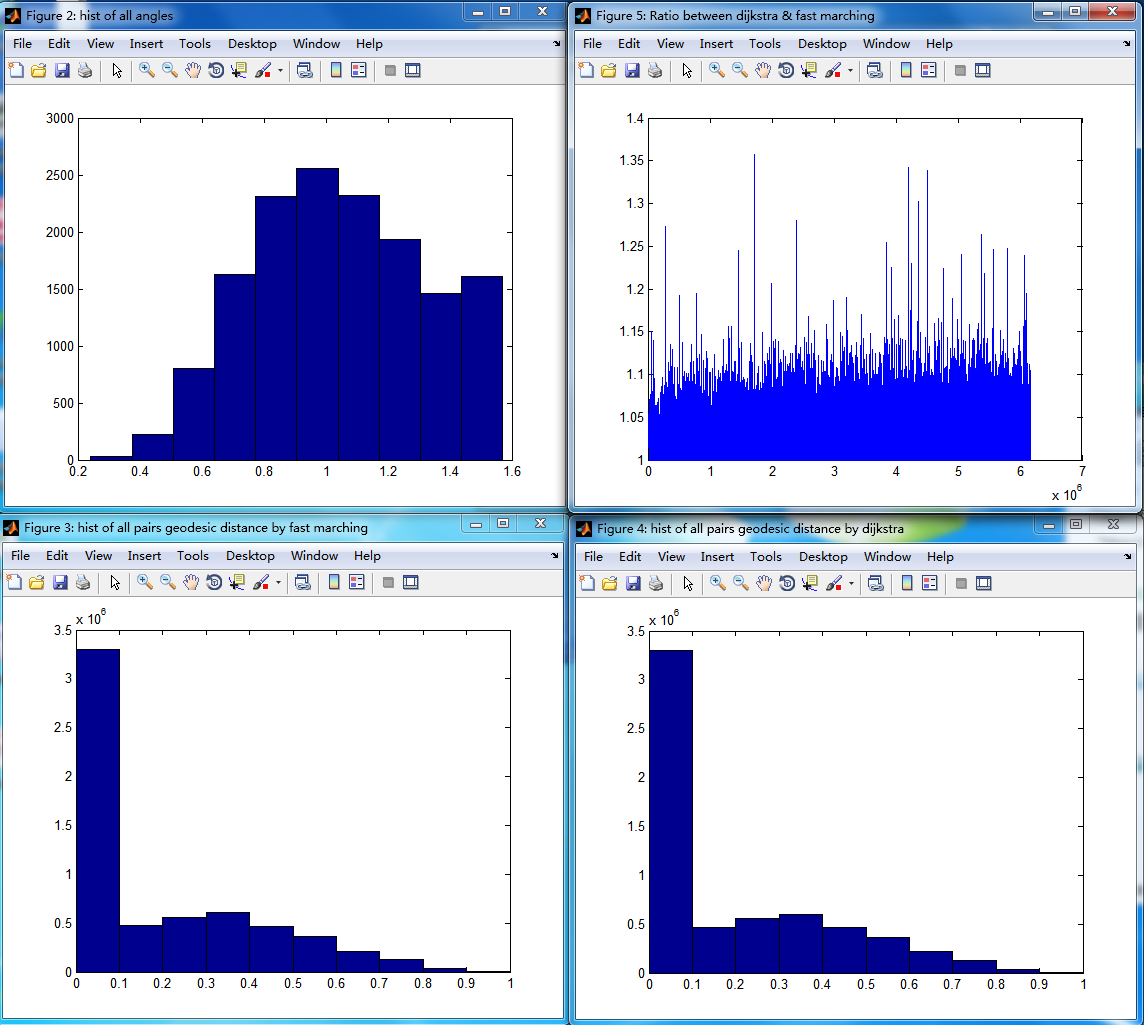 Figure 2: hist of all angles
File Edit View Insert Tools Desktop Window Help
3000
2500
2000
1500
1000
500
0
0.2 0.4 0.6 0.8 1 1.2 1.4 1.6
Figure 5: Ratio between dijkstra & fast marching
File Edit View Insert Tools Desktop Window Help
1.4
1.35
1.3
1.25
1.2
1.15
1.1
1.05
1
0 1 2 3 4 5 6 7
x 10^6
Figure 3: hist of all pairs geodesic distance by fast marching
File Edit View Insert Tools Desktop Window Help
x 10^6
3.5
3
2.5
2
1.5
1
0.5
0
0 0.1 0.2 0.3 0.4 0.5 0.6 0.7 0.8 0.9 1
Figure 4: hist of all pairs geodesic distance by dijkstra
File Edit View Insert Tools Desktop Window Help
x 10^6
3.5
3
2.5
2
1.5
1
0.5
0
0 0.1 0.2 0.3 0.4 0.5 0.6 0.7 0.8 0.9 1